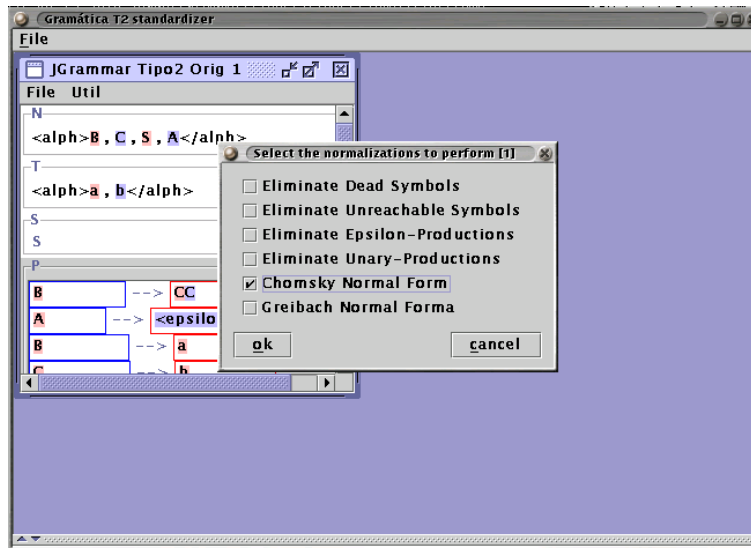 Gramática T2 standardizer
File
JGrammar Tipo2 Orig 1
File Util
N
<alph>B , C , S , A</alph>
T
<alph>a , b</alph>
S
S
P
B --> CC
A --> <epsilo
B --> a
C --> b
Select the normalizations to perform [1]
Eliminate Dead Symbols
Eliminate Unreachable Symbols
Eliminate Epsilon-Productions
Eliminate Unary-Productions
Chomsky Normal Form
Greibach Normal Forma
ok cancel